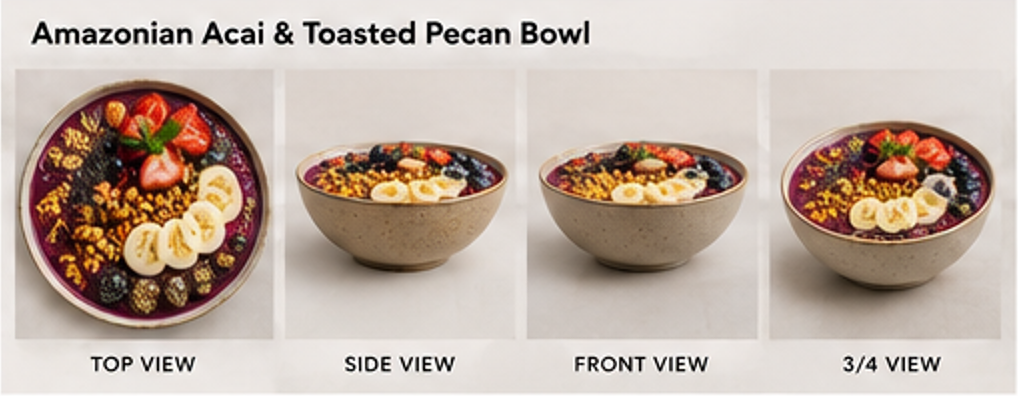 Amazonian Acai & Toasted Pecan Bowl
TOP VIEW
SIDE VIEW
FRONT VIEW
3/4 VIEW